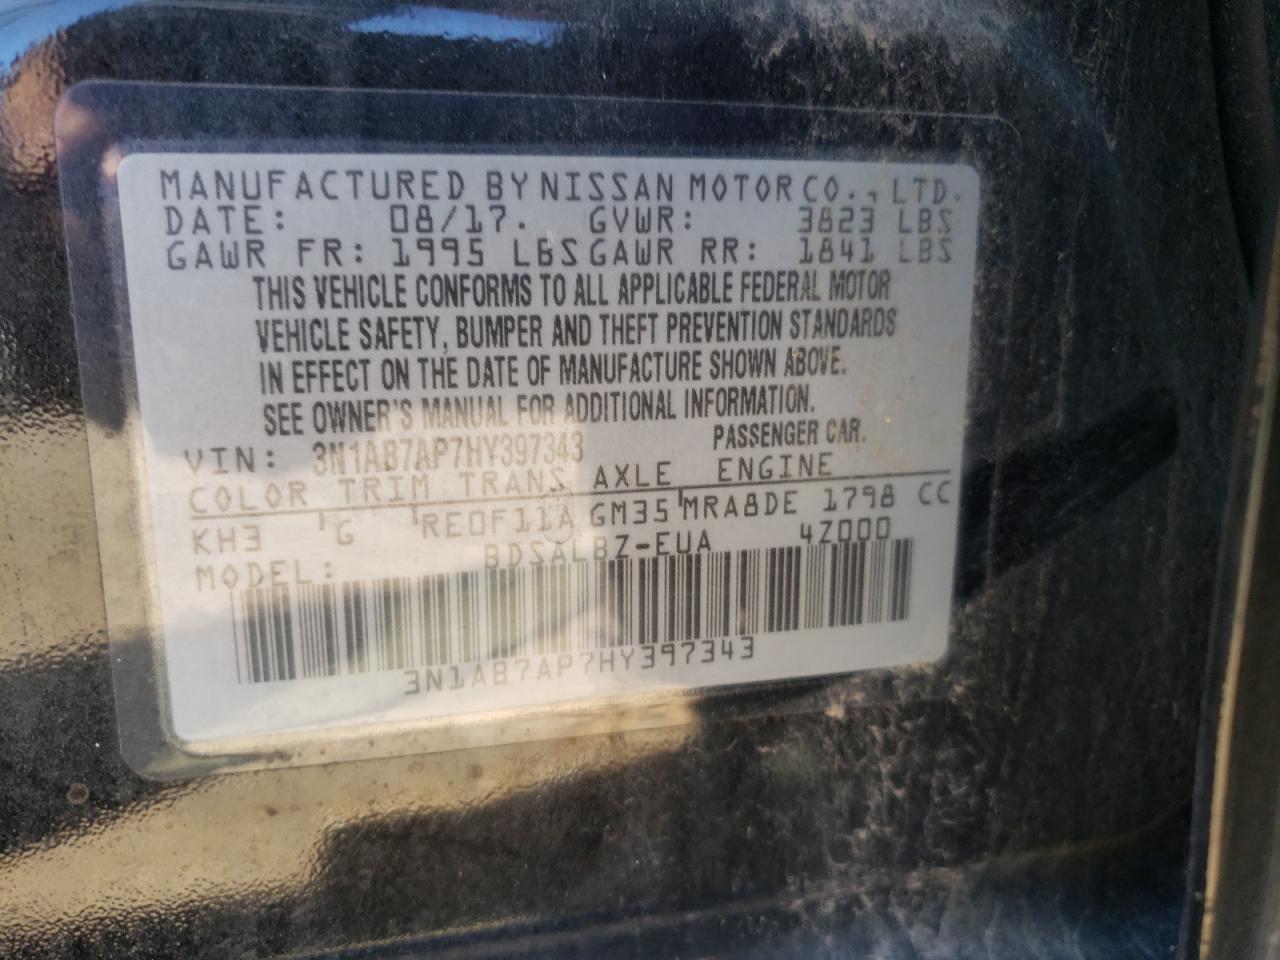 MANUFACTURED BY NISSAN MOTOR CO., LTD.
DATE: 08/17. GVWR: 3823 LBS
GAWR FR: 1995 LBS GAWR RR: 1841 LBS
THIS VEHICLE CONFORMS TO ALL APPLICABLE FEDERAL MOTOR
VEHICLE SAFETY, BUMPER AND THEFT PREVENTION STANDARDS
IN EFFECT ON THE DATE OF MANUFACTURE SHOWN ABOVE.
SEE OWNER'S MANUAL FOR ADDITIONAL INFORMATION.
VIN: 3N1AB7AP7HY397343 PASSENGER CAR.
COLOR TRIM TRANS AXLE ENGINE
KH3 G RE0F11A GM35 MRA8DE 1798 CC
MODEL: BDSALBZ-EUA 4Z000
3N1AB7AP7HY397343